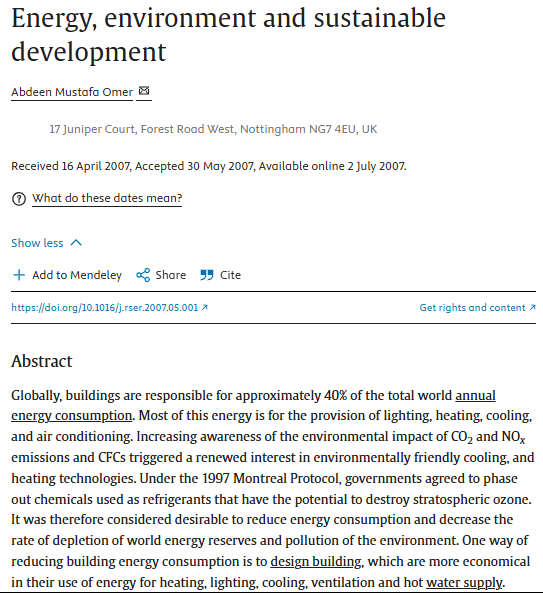 Energy, environment and sustainable
development
Abdeen Mustafa Omer
17 Juniper Court, Forest Road West, Nottingham NG7 4EU, UK
Received 16 April 2007, Accepted 30 May 2007, Available online 2 July 2007.
What do these dates mean?
Show less
Add to Mendeley Share Cite
https://doi.org/10.1016/j.rser.2007.05.001 Get rights and content
Abstract
Globally, buildings are responsible for approximately 40% of the total world annual
energy consumption. Most of this energy is for the provision of lighting, heating, cooling,
and air conditioning. Increasing awareness of the environmental impact of CO₂ and NOₓ
emissions and CFCs triggered a renewed interest in environmentally friendly cooling, and
heating technologies. Under the 1997 Montreal Protocol, governments agreed to phase
out chemicals used as refrigerants that have the potential to destroy stratospheric ozone.
It was therefore considered desirable to reduce energy consumption and decrease the
rate of depletion of world energy reserves and pollution of the environment. One way of
reducing building energy consumption is to design building, which are more economical
in their use of energy for heating, lighting, cooling, ventilation and hot water supply.